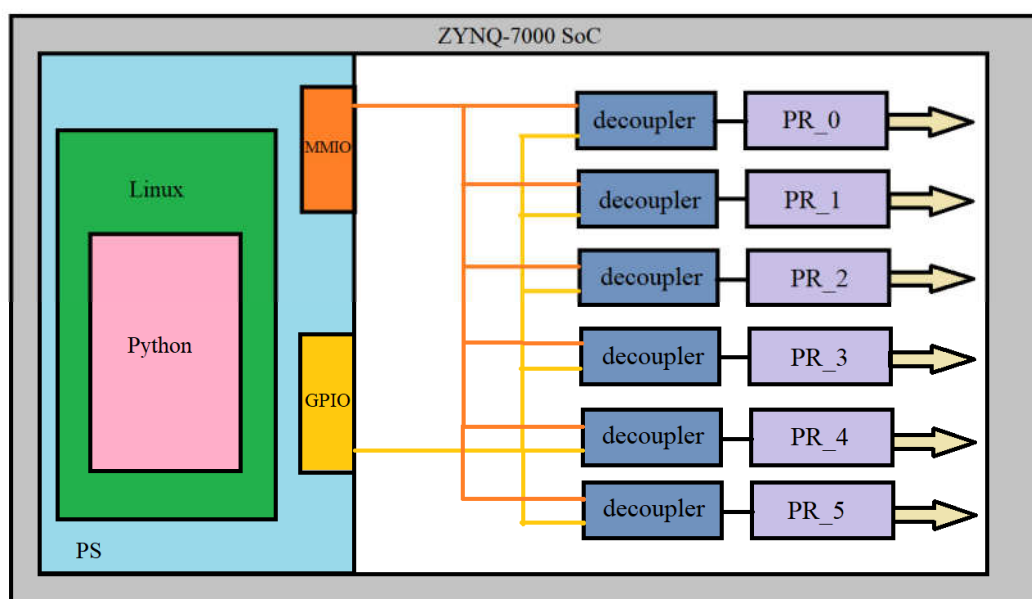 ZYNQ-7000 SoC
MMIO
Linux
Python
GPIO
PS
decoupler
PR_0
decoupler
PR_1
decoupler
PR_2
decoupler
PR_3
decoupler
PR_4
decoupler
PR_5